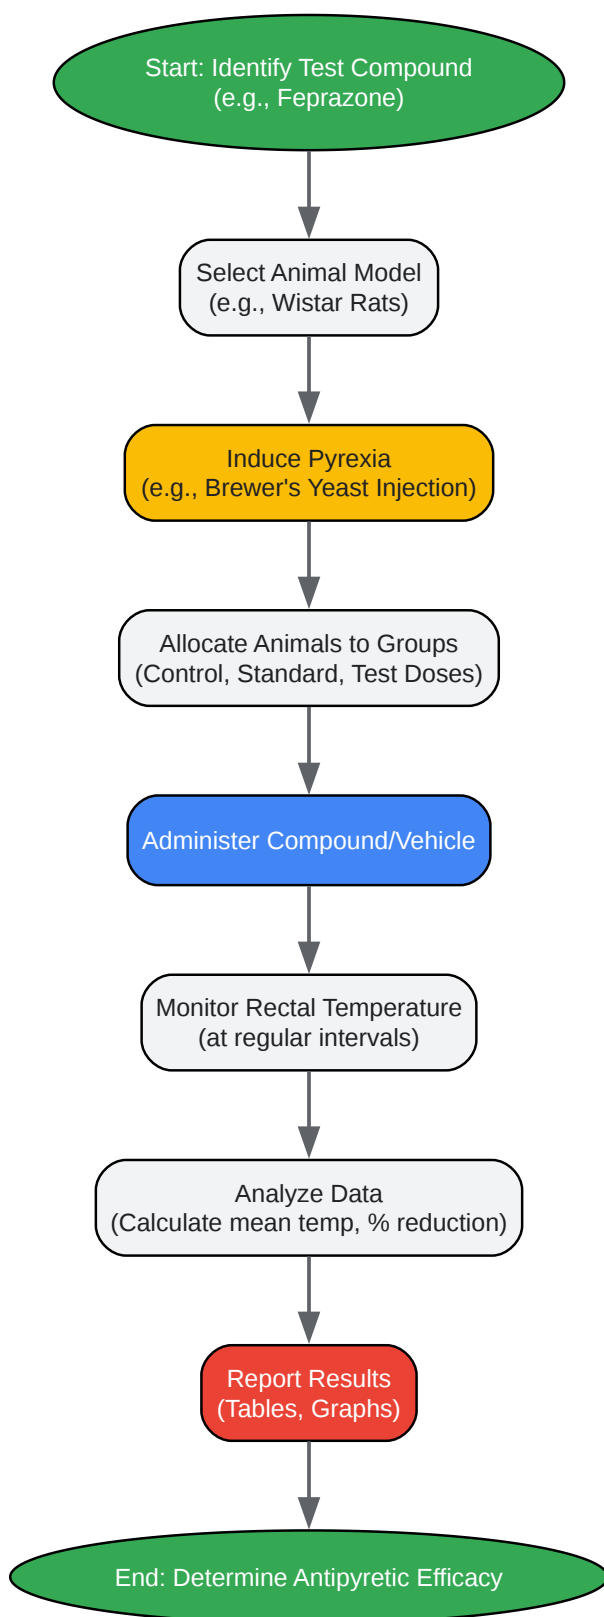 Start: Identify Test Compound
(e.g., Feprazone)
Select Animal Model
(e.g., Wistar Rats)
Induce Pyrexia
(e.g., Brewer's Yeast Injection)
Allocate Animals to Groups
(Control, Standard, Test Doses)
Administer Compound/Vehicle
Monitor Rectal Temperature
(at regular intervals)
Analyze Data
(Calculate mean temp, % reduction)
Report Results
(Tables, Graphs)
End: Determine Antipyretic Efficacy